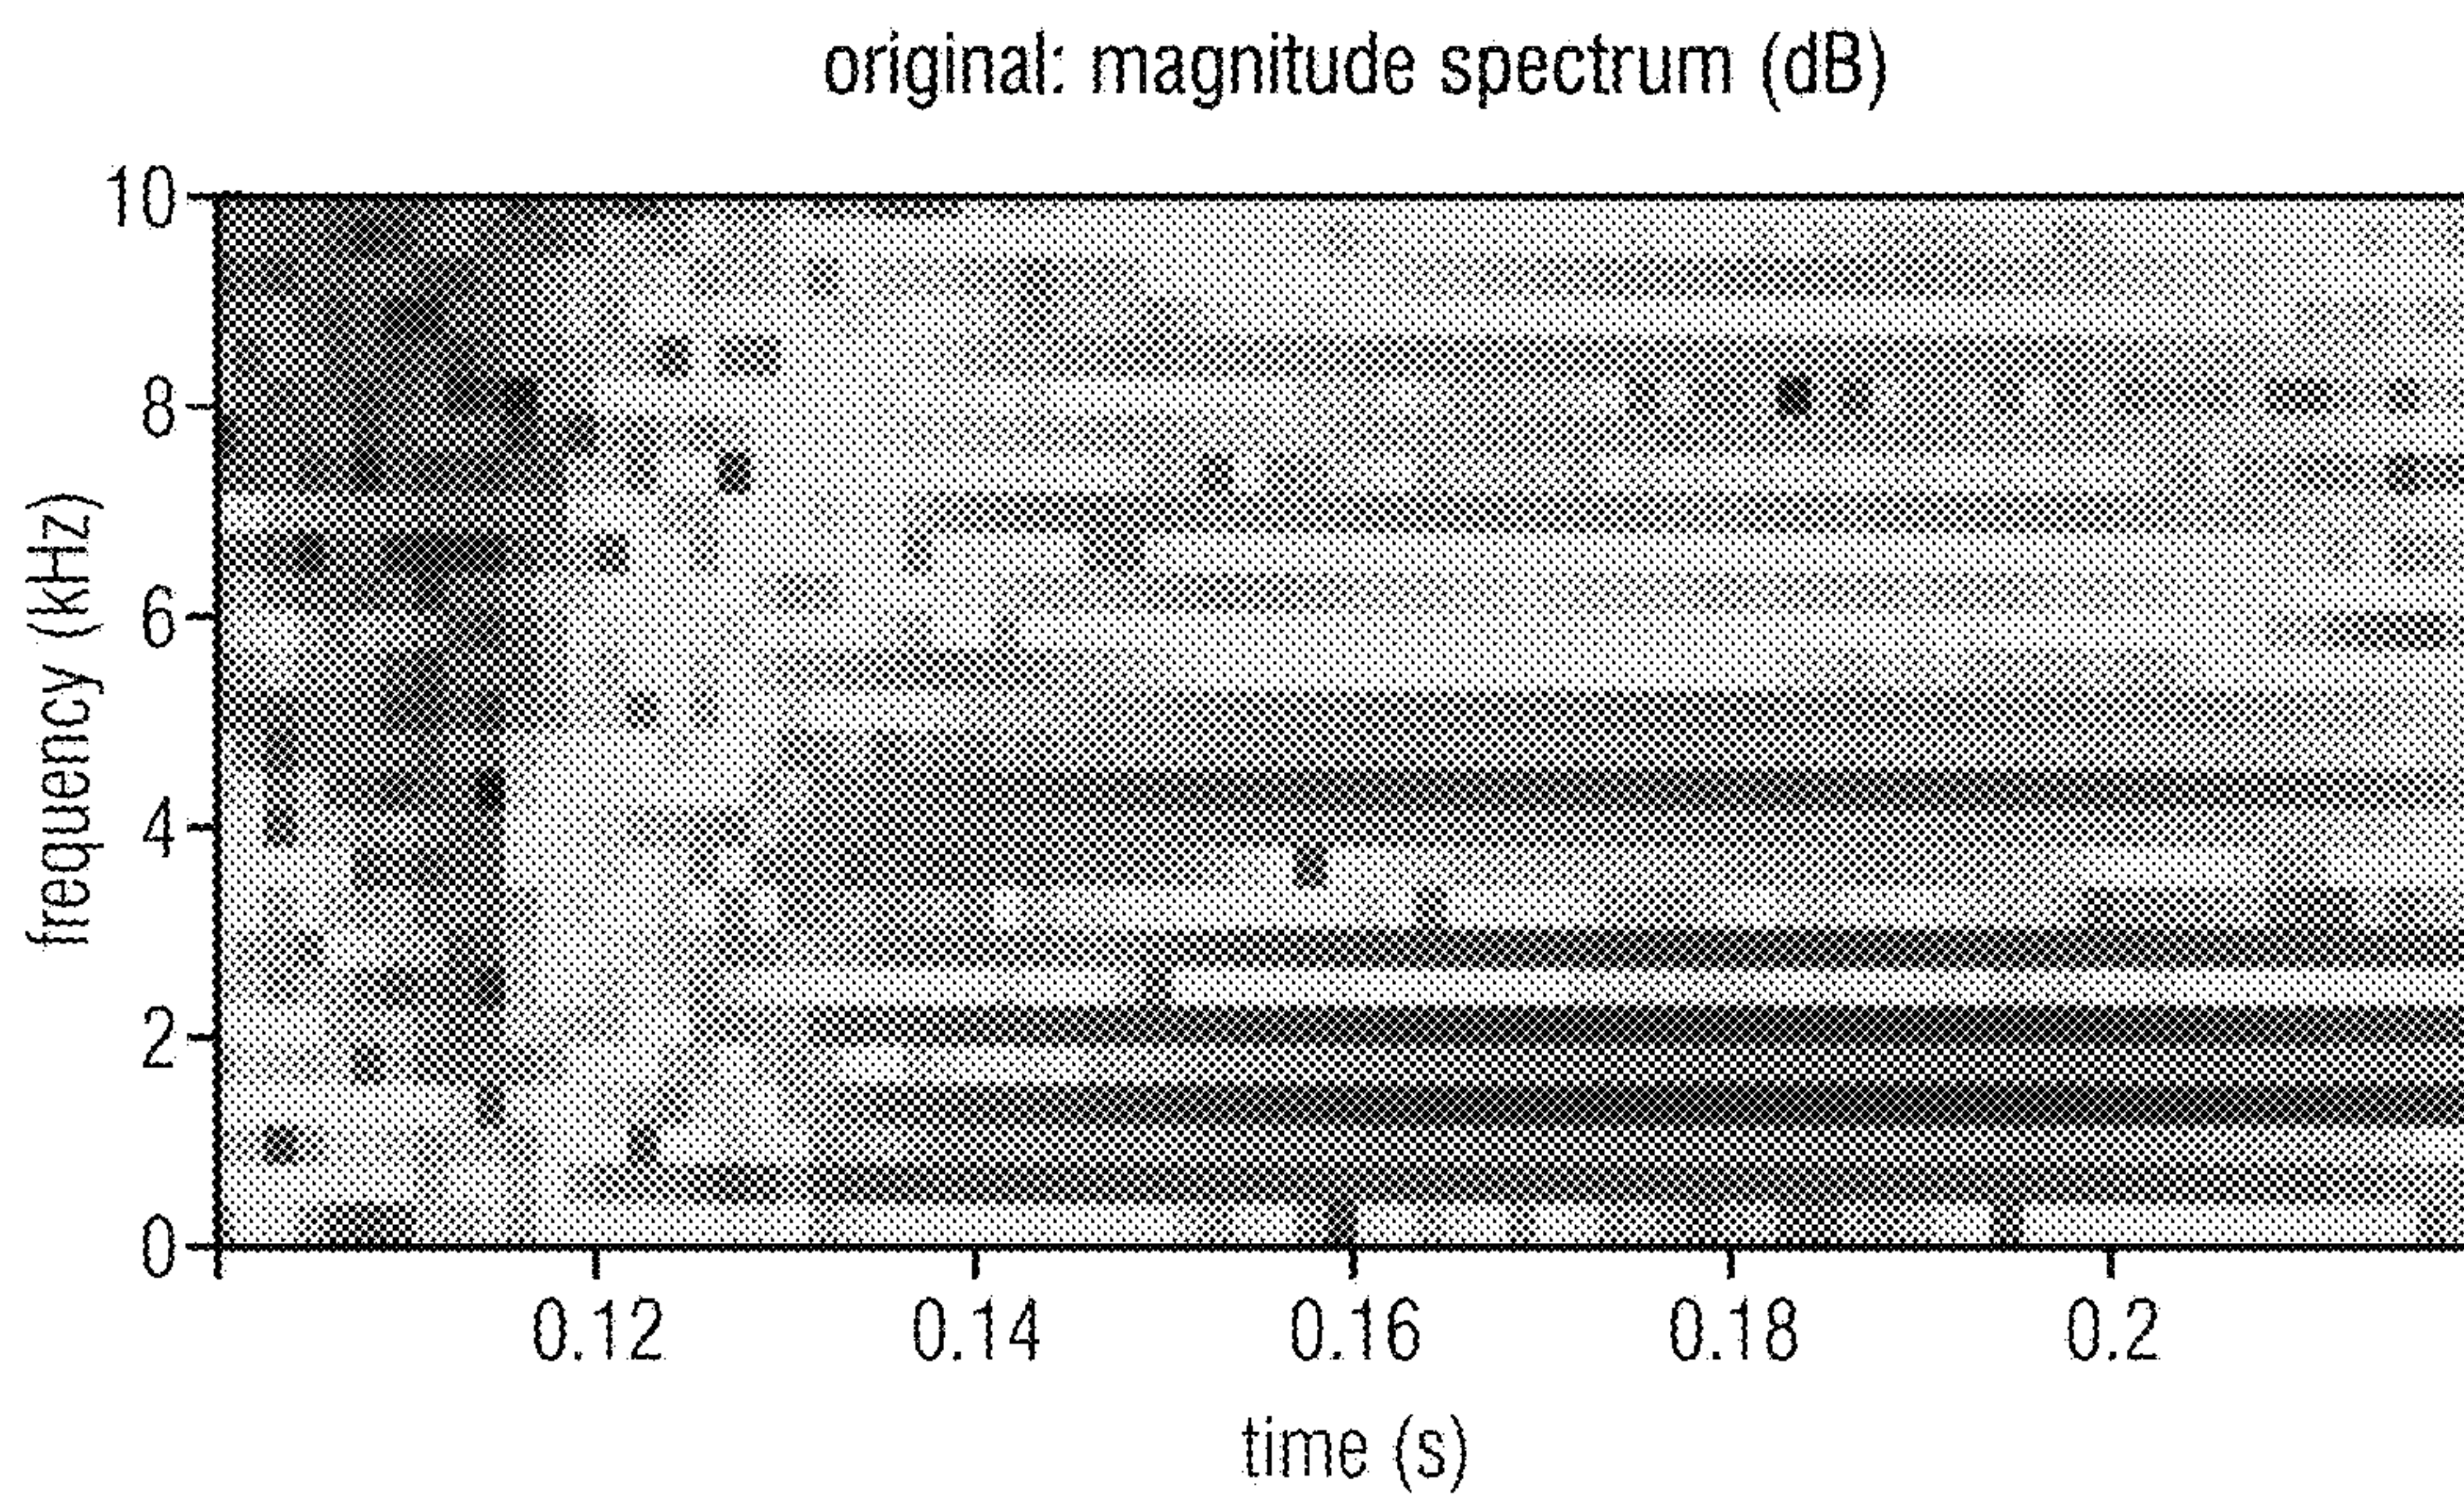 original: magnitude spectrum (dB)
10
8
6
4
2
0
frequency (kHz)
0.12 0.14 0.16 0.18 0.2
time (s)